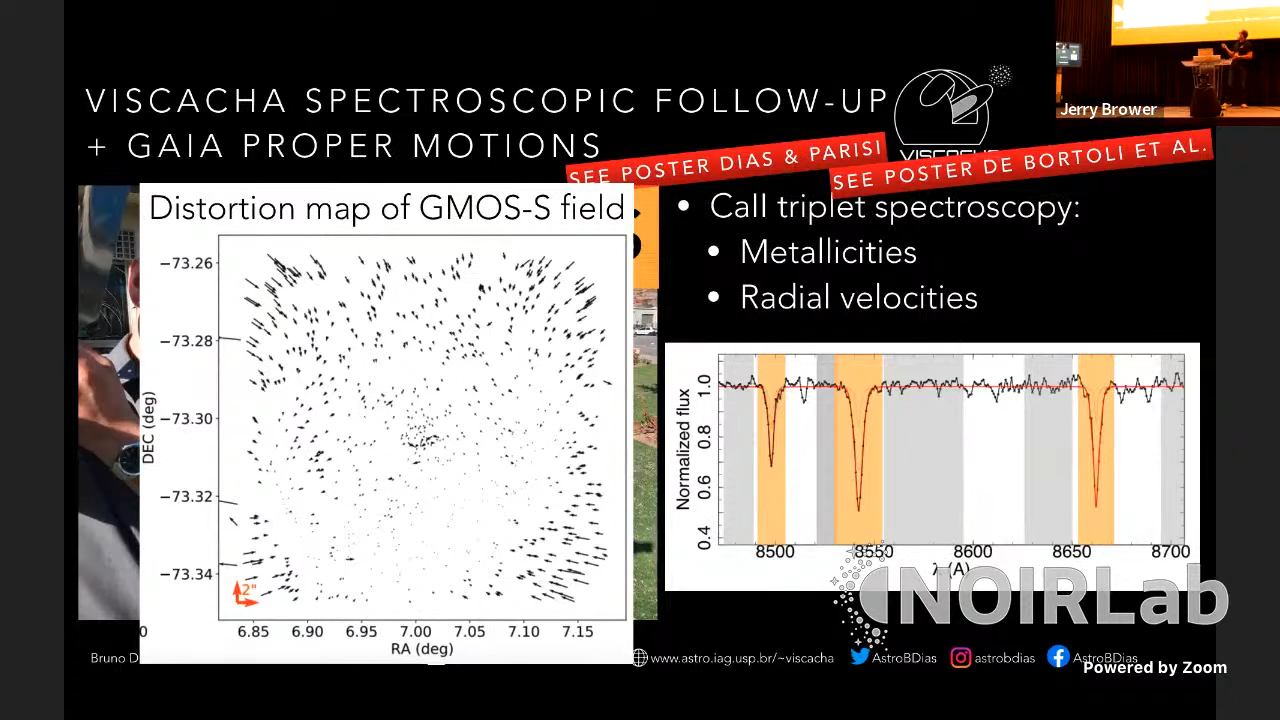 VISCACHA SPECTROSCOPIC FOLLOW-UP
+ GAIA PROPER MOTIONS
Jerry Brower
SEE POSTER DIAS & PARISI
SEE POSTER DE BORTOLI ET AL.
Distortion map of GMOS-S field
−73.26
−73.28
−73.30
−73.32
−73.34
DEC (deg)
2"
0
6.85 6.90 6.95 7.00 7.05 7.10 7.15
RA (deg)
• CaII triplet spectroscopy:
• Metallicities
• Radial velocities
Normalized flux
1.0
0.8
0.6
0.4
8500 8550 8600 8650 8700
λ (A)
NOIRLab
Bruno D
www.astro.iag.usp.br/~viscacha
AstroBDias
astrobdias
AstroBDias
Powered by Zoom